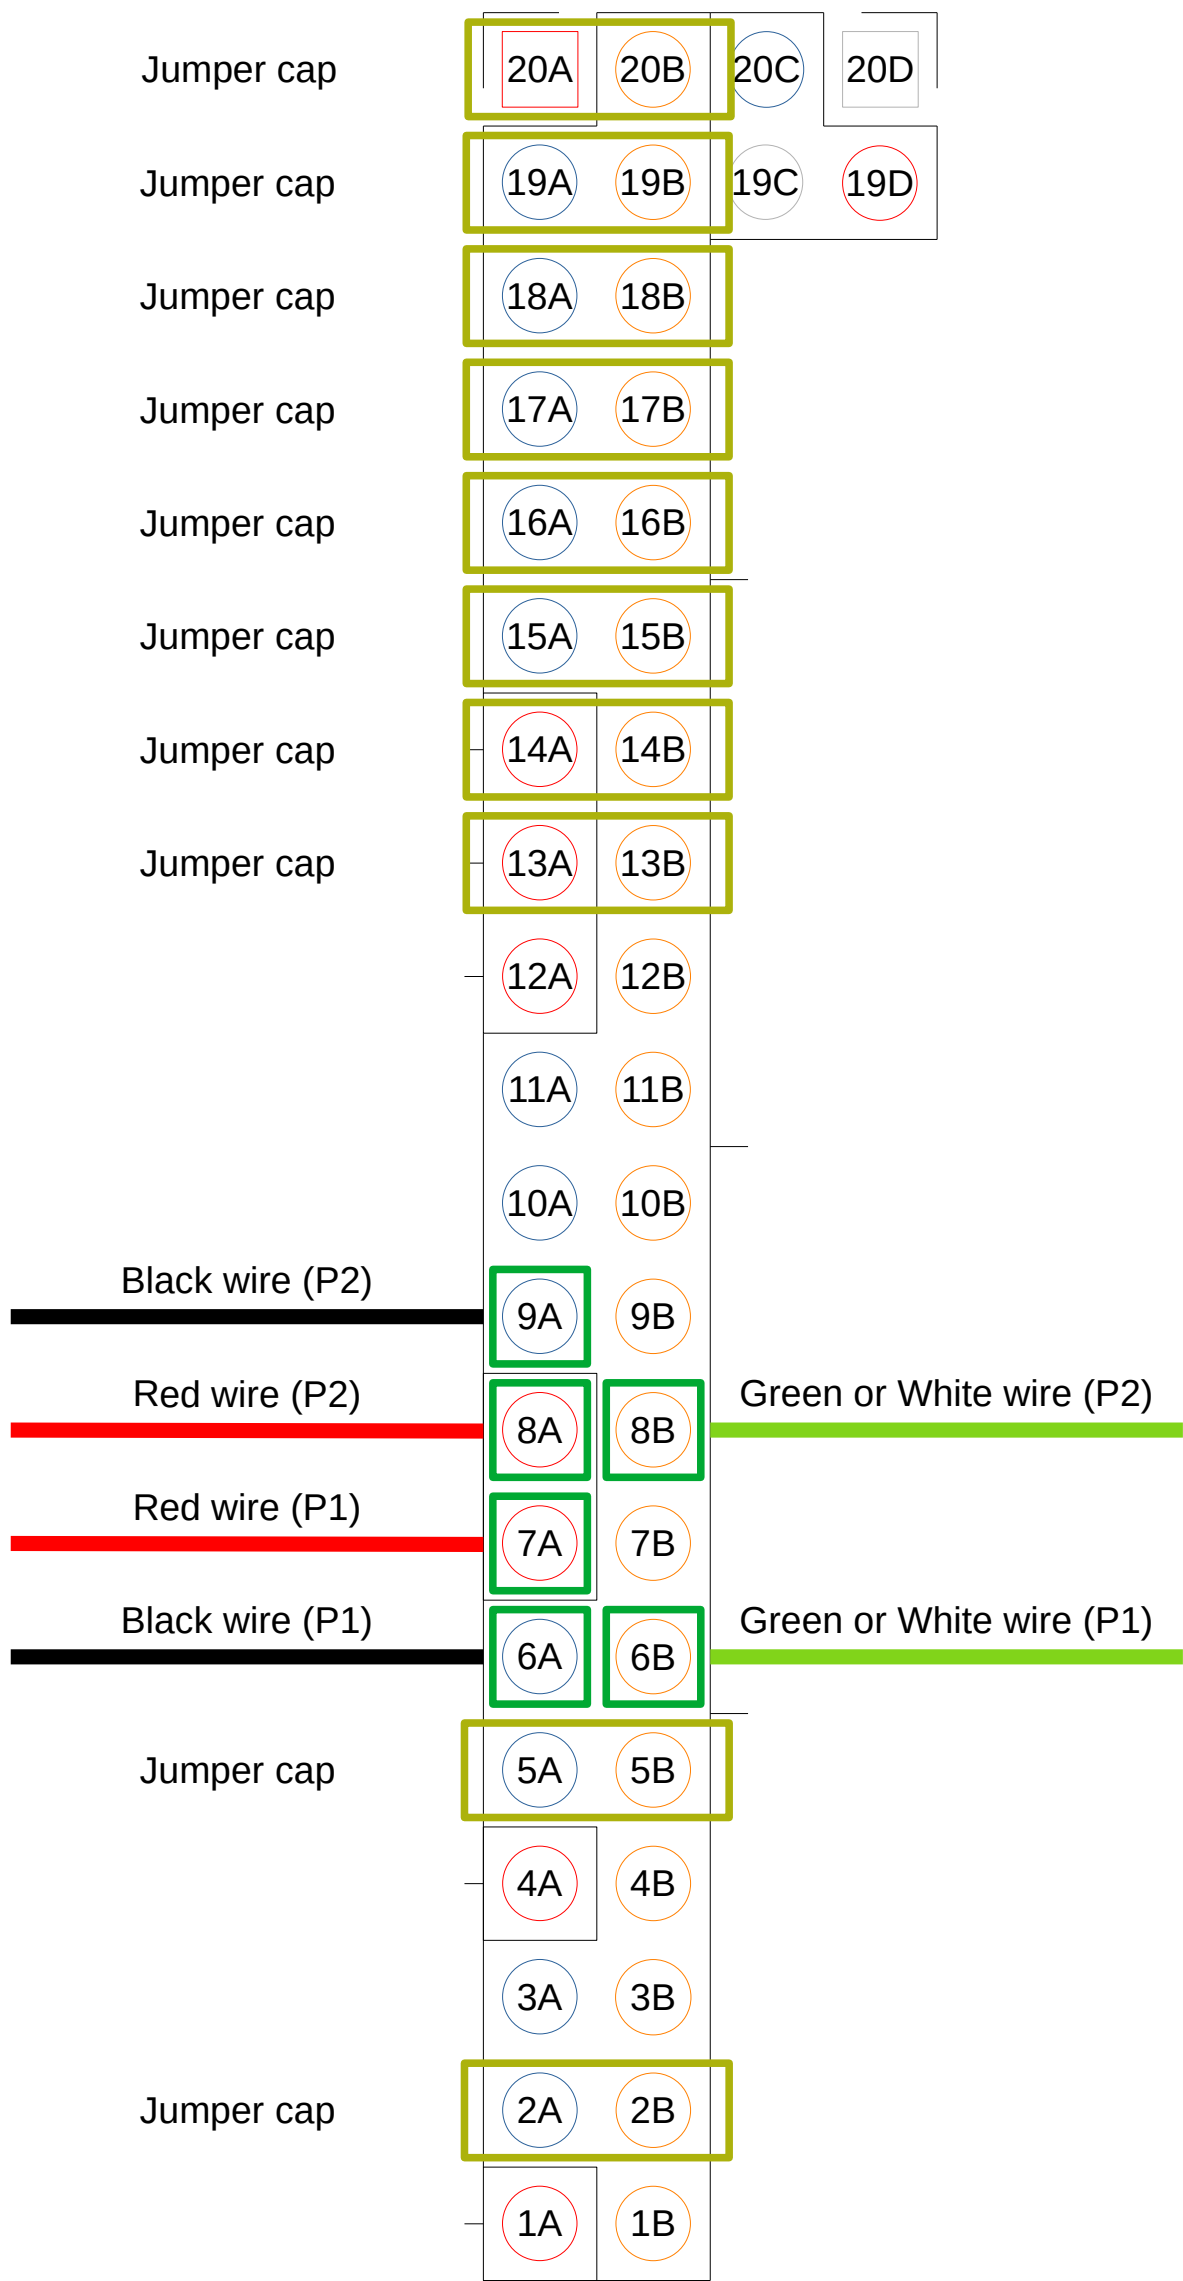 Jumper cap 20A 20B 20C 20D
Jumper cap 19A 19B 19C 19D
Jumper cap 18A 18B
Jumper cap 17A 17B
Jumper cap 16A 16B
Jumper cap 15A 15B
Jumper cap 14A 14B
Jumper cap 13A 13B
12A 12B
11A 11B
10A 10B
Black wire (P2)
9A 9B
Red wire (P2) Green or White wire (P2)
8A 8B
Red wire (P1)
7A 7B
Black wire (P1) Green or White wire (P1)
6A 6B
Jumper cap 5A 5B
4A 4B
3A 3B
Jumper cap 2A 2B
1A 1B